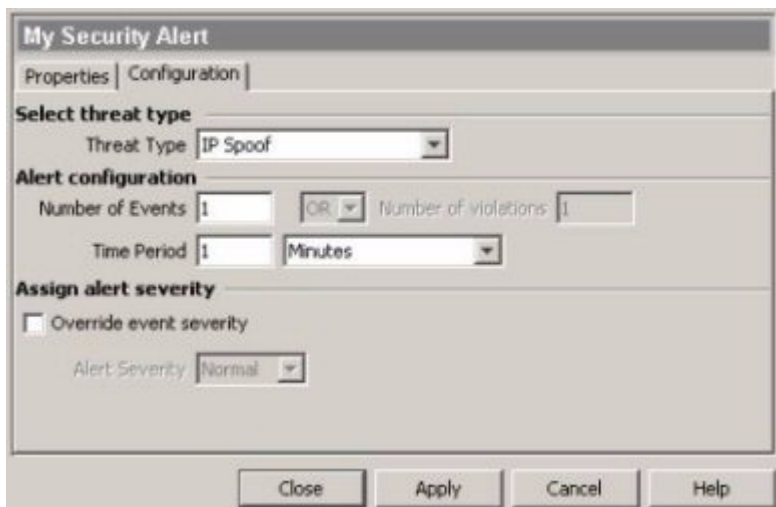 My Security Alert
Properties Configuration
Select threat type
Threat Type IP Spoof
Alert configuration
Number of Events 1 OR Number of violations 1
Time Period 1 Minutes
Assign alert severity
Override event severity
Alert Severity Normal
Close Apply Cancel Help